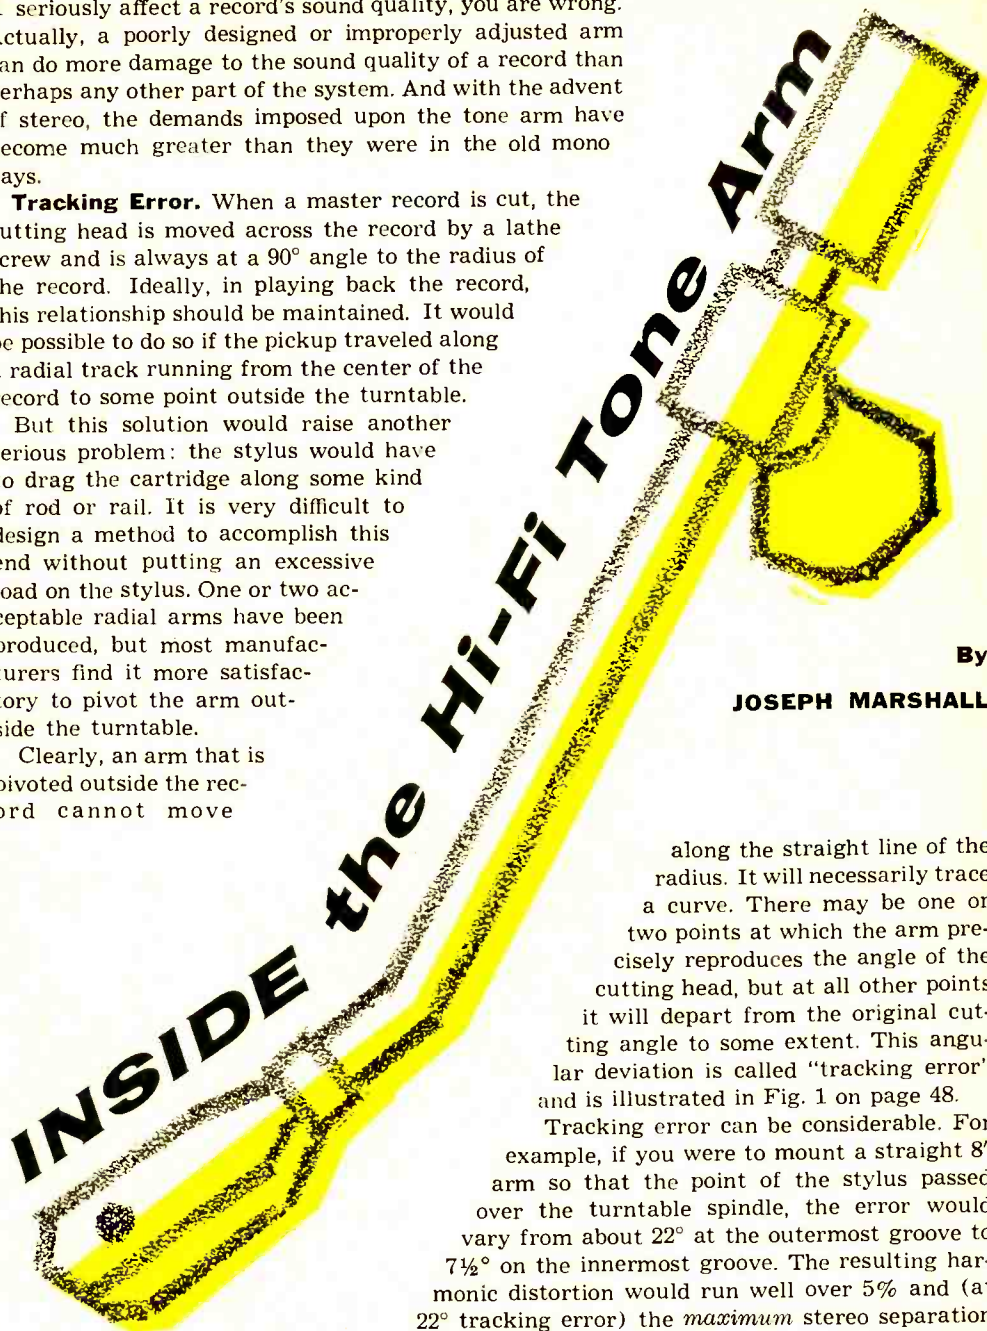 seriously affect a record's sound quality, you are wrong.
ctually, a poorly designed or improperly adjusted arm
an do more damage to the sound quality of a record than
erhaps any other part of the system. And with the advent
f stereo, the demands imposed upon the tone arm have
ecome much greater than they were in the old mono
ays.
Tracking Error. When a master record is cut, the
utting head is moved across the record by a lathe
crew and is always at a 90° angle to the radius of
he record. Ideally, in playing back the record,
his relationship should be maintained. It would
be possible to do so if the pickup traveled along
radial track running from the center of the
ecord to some point outside the turntable.
But this solution would raise another
erious problem: the stylus would have
to drag the cartridge along some kind
of rod or rail. It is very difficult to
design a method to accomplish this
end without putting an excessive
load on the stylus. One or two ac-
ceptable radial arms have been
produced, but most manufac-
turers find it more satisfac-
tory to pivot the arm out-
side the turntable.
Clearly, an arm that is
pivoted outside the rec-
ord cannot move
INSIDE the Hi-Fi Tone Arm
By
JOSEPH MARSHALL
along the straight line of the
radius. It will necessarily trace
a curve. There may be one or
two points at which the arm pre-
cisely reproduces the angle of the
cutting head, but at all other points
it will depart from the original cut-
ting angle to some extent. This angu-
lar deviation is called "tracking error"
and is illustrated in Fig. 1 on page 48.
Tracking error can be considerable. For
example, if you were to mount a straight 8"
arm so that the point of the stylus passed
over the turntable spindle, the error would
vary from about 22° at the outermost groove to
7½° on the innermost groove. The resulting har-
monic distortion would run well over 5% and (at
22° tracking error) the maximum stereo separation